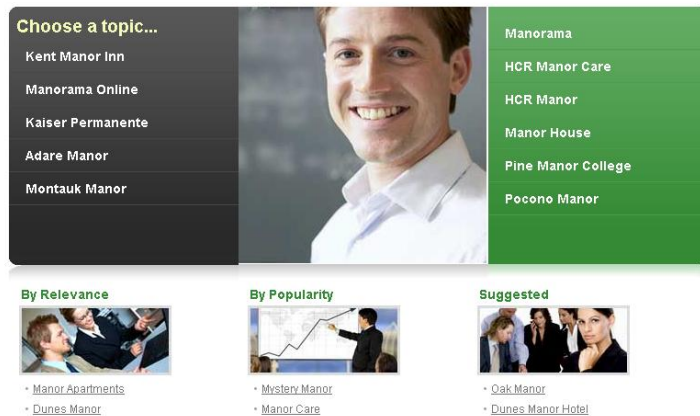 Choose a topic...
Kent Manor Inn
Manorama Online
Kaiser Permanente
Adare Manor
Montauk Manor
Manorama
HCR Manor Care
HCR Manor
Manor House
Pine Manor College
Pocono Manor
By Relevance
Manor Apartments
Dunes Manor
By Popularity
Mystery Manor
Manor Care
Suggested
Oak Manor
Dunes Manor Hotel